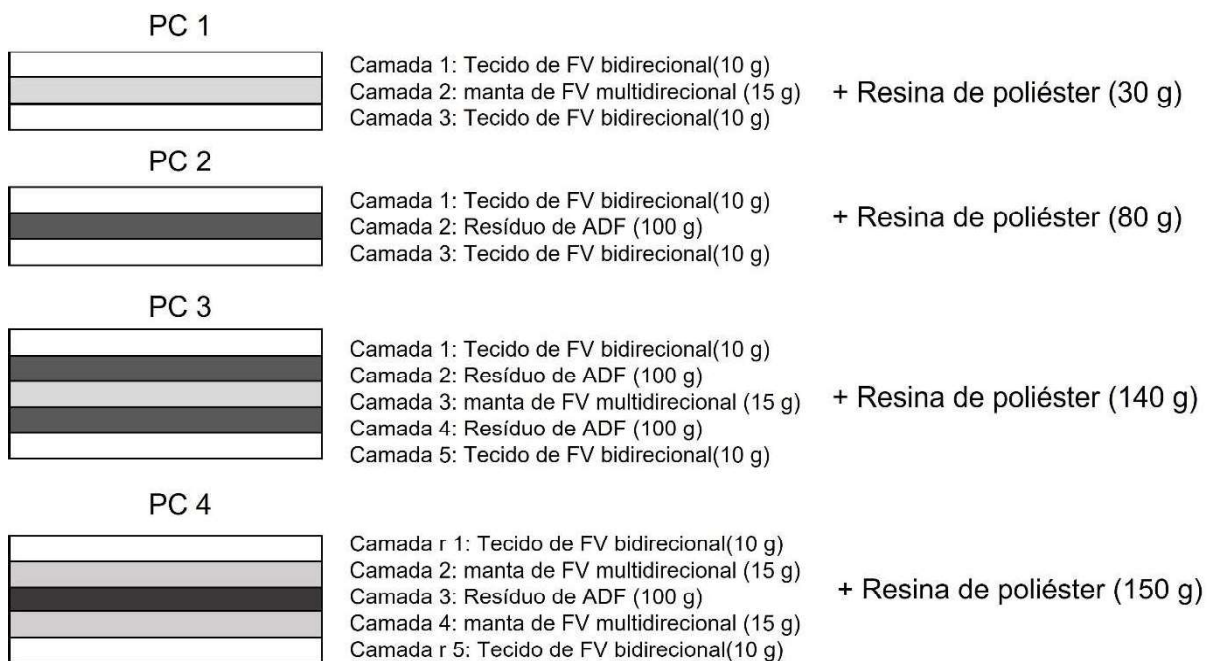 PC 1
Camada 1: Tecido de FV bidirecional(10 g)
Camada 2: manta de FV multidirecional (15 g)
Camada 3: Tecido de FV bidirecional(10 g)
+ Resina de poliéster (30 g)
PC 2
Camada 1: Tecido de FV bidirecional(10 g)
Camada 2: Resíduo de ADF (100 g)
Camada 3: Tecido de FV bidirecional(10 g)
+ Resina de poliéster (80 g)
PC 3
Camada 1: Tecido de FV bidirecional(10 g)
Camada 2: Resíduo de ADF (100 g)
Camada 3: manta de FV multidirecional (15 g)
Camada 4: Resíduo de ADF (100 g)
Camada 5: Tecido de FV bidirecional(10 g)
+ Resina de poliéster (140 g)
PC 4
Camada r 1: Tecido de FV bidirecional(10 g)
Camada 2: manta de FV multidirecional (15 g)
Camada 3: Resíduo de ADF (100 g)
Camada 4: manta de FV multidirecional (15 g)
Camada r 5: Tecido de FV bidirecional(10 g)
+ Resina de poliéster (150 g)